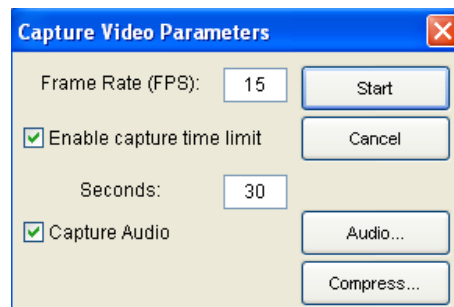 Capture Video Parameters
Frame Rate (FPS): 15 Start
Enable capture time limit Cancel
Seconds: 30
Capture Audio Audio...
Compress...